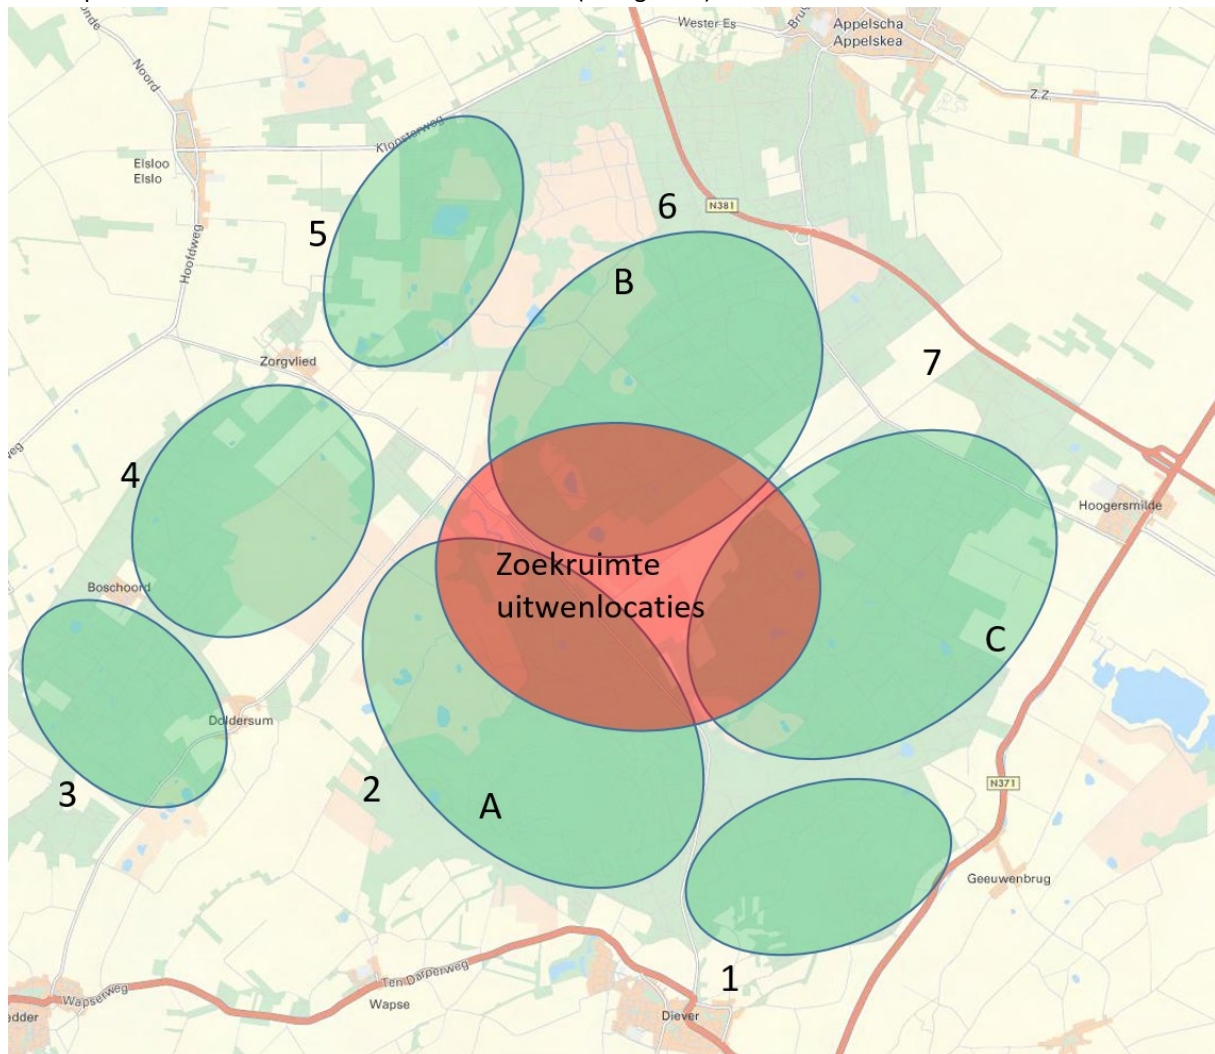 Wester Es
Appelscha
Appelskea
Noord
Z.Z.
Kloosterweg
Elsloo
Elslo
N381
6
5
Hoofdweg
B
Zorgvlied
7
4
Hoogersmilde
Zoekruimte
uitwenlocaties
Boschoord
C
Doldersum
3
2
A
N371
Geeuwenbrug
1
Ten Darperweg
Wapserweg
Wapse
Diever
edder